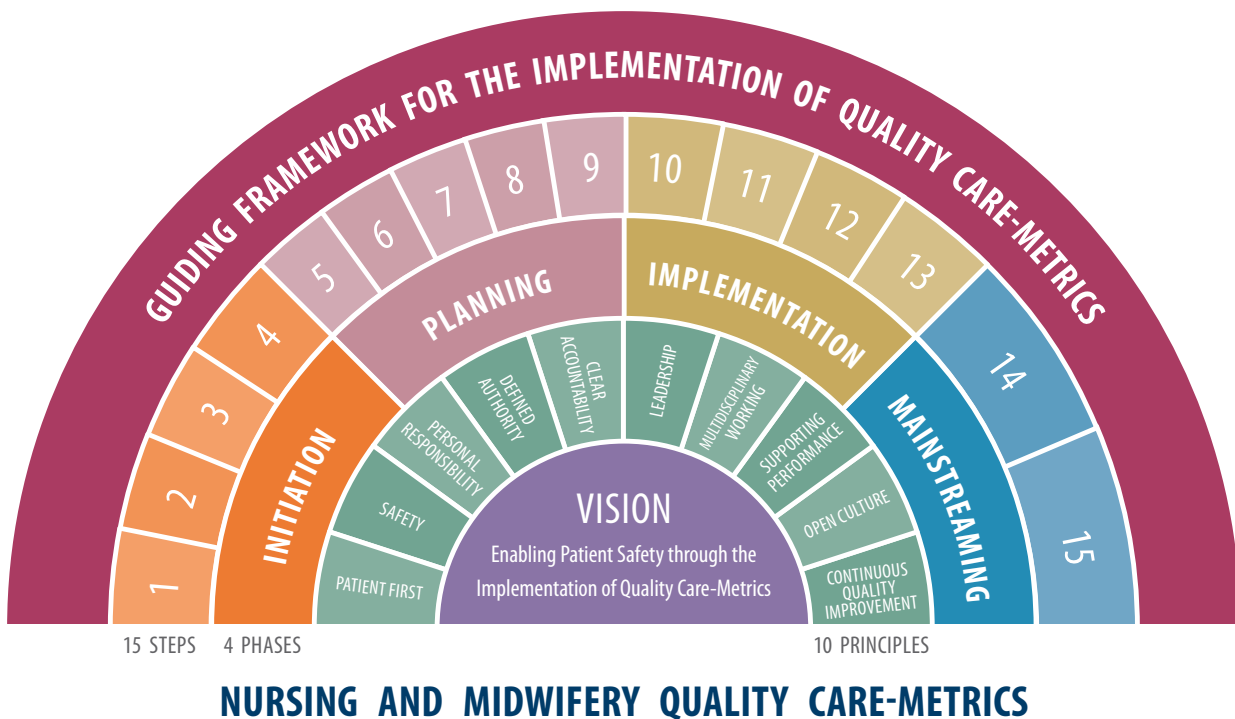 GUIDING FRAMEWORK FOR THE IMPLEMENTATION OF QUALITY CARE-METRICS
1
2
3
4
5
6
7
8
9
10
11
12
13
14
15
INITIATION
PLANNING
IMPLEMENTATION
MAINSTREAMING
PATIENT FIRST
SAFETY
PERSONAL
RESPONSIBILITY
DEFINED
AUTHORITY
CLEAR
ACCOUNTABILITY
LEADERSHIP
MULTIDISCIPLINARY
WORKING
SUPPORTING
PERFORMANCE
OPEN CULTURE
CONTINUOUS
QUALITY
IMPROVEMENT
VISION
Enabling Patient Safety through the
Implementation of Quality Care-Metrics
15 STEPS
4 PHASES
10 PRINCIPLES
NURSING AND MIDWIFERY QUALITY CARE-METRICS